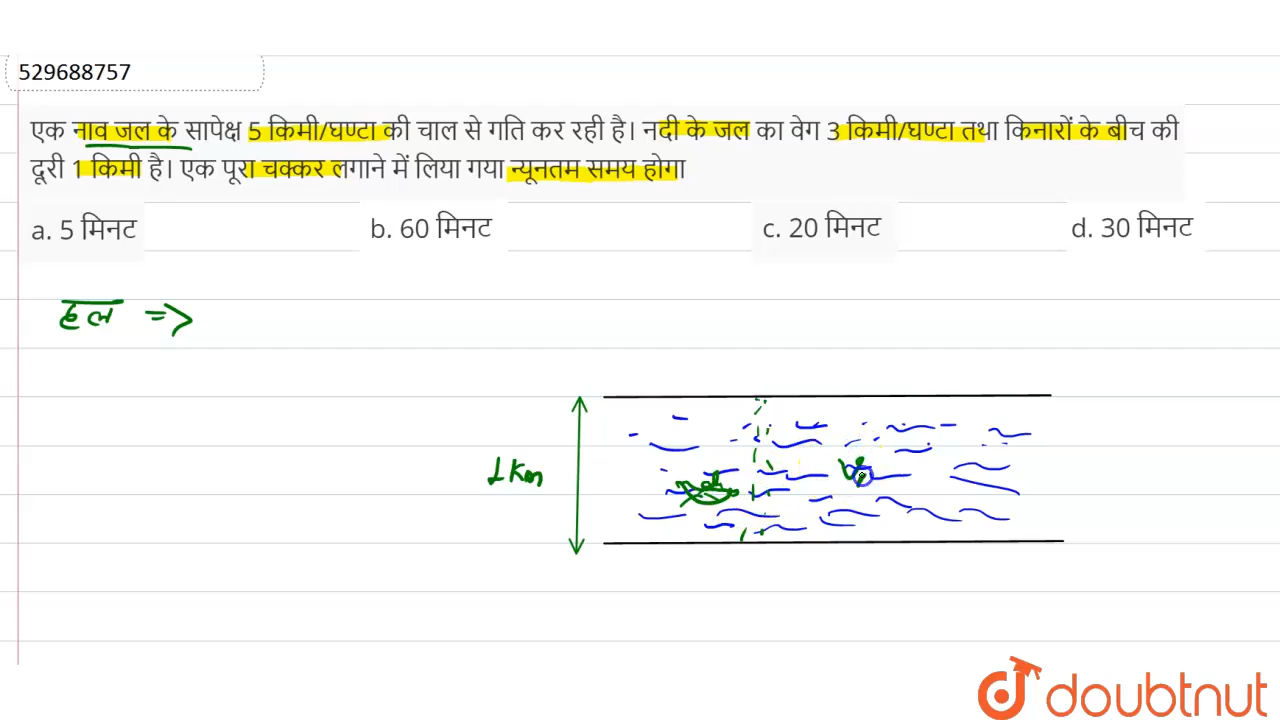 529688757
एक नाव जल के सापेक्ष 5 किमी/घण्टा की चाल से गति कर रही है। नदी के जल का वेग 3 किमी/घण्टा तथा किनारों के बीच की
दूरी 1 किमी है। एक पूरा चक्कर लगाने में लिया गया न्यूनतम समय होगा
a. 5 मिनट b. 60 मिनट c. 20 मिनट d. 30 मिनट
हल =>
1 Km
doubtnut